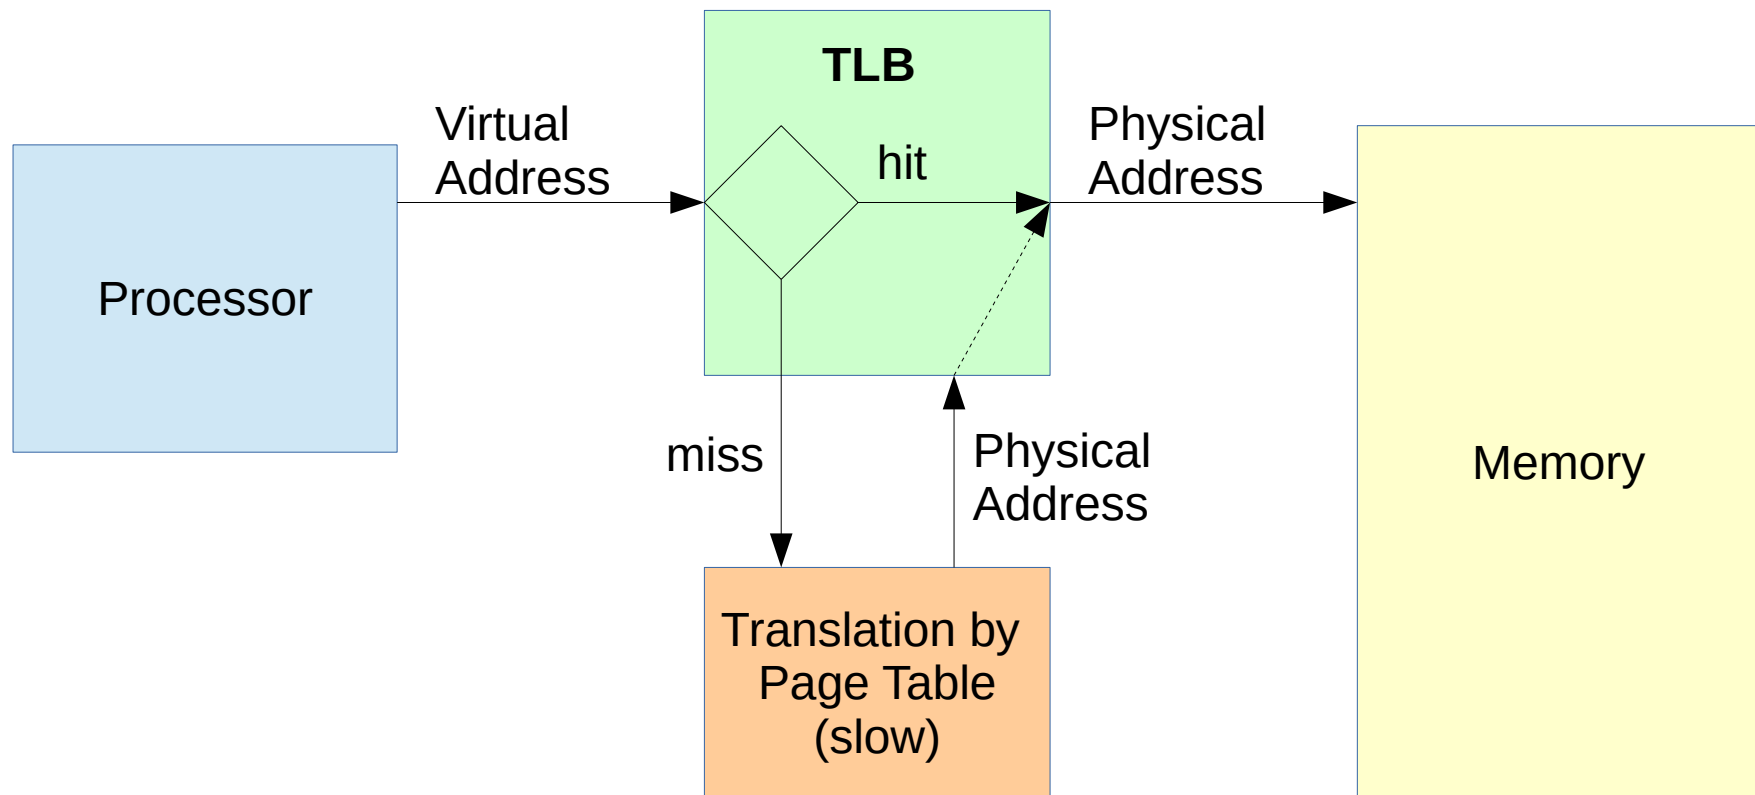 TLB
Virtual
Address
hit
Physical
Address
Processor
miss
Physical
Address
Memory
Translation by
Page Table
(slow)